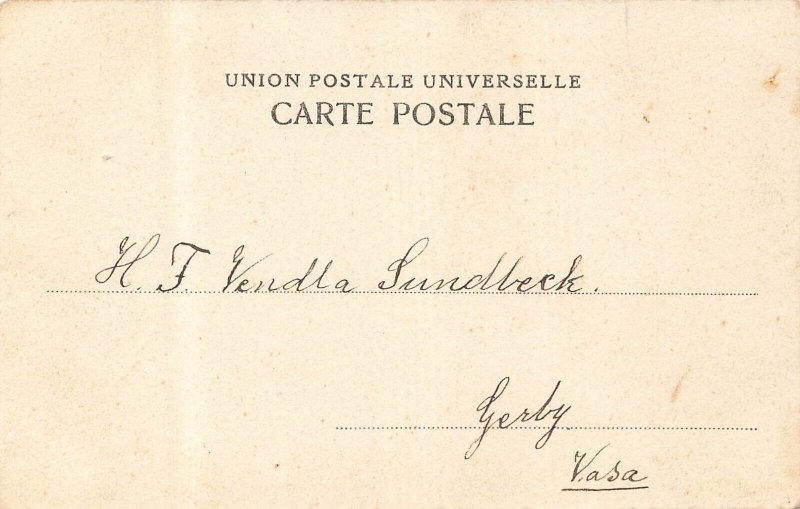 UNION POSTALE UNIVERSELLE
CARTE POSTALE
H. F. Vendla Sundbeck.
Gerby
Vasa